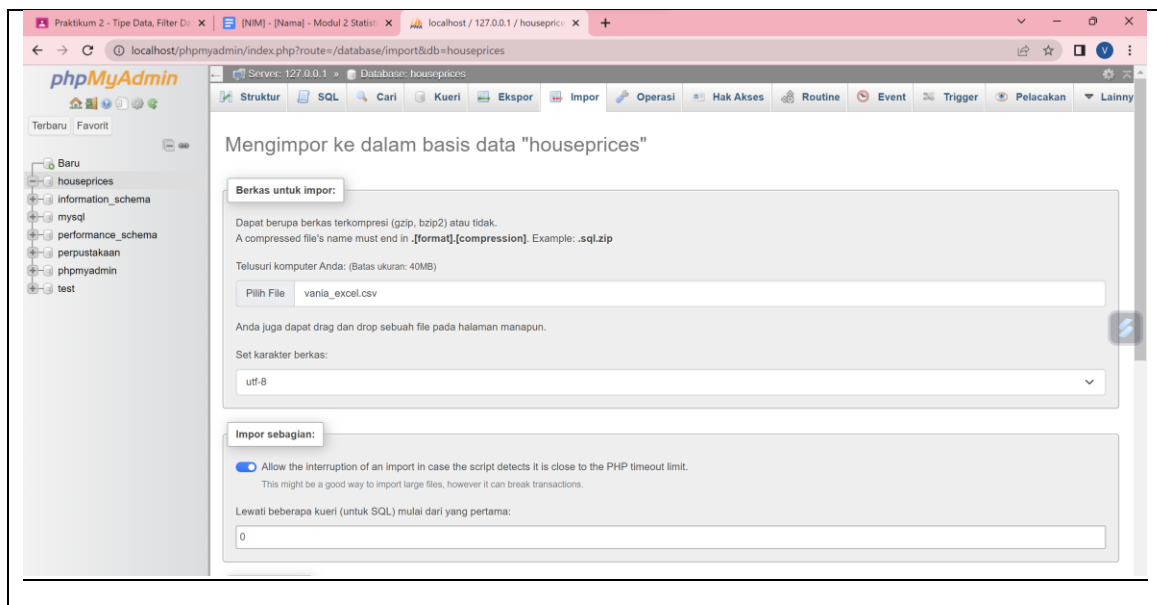 Praktikum 2 - Tipe Data, Filter Da
[NIM] - [Nama] - Modul 2 Statisti
localhost / 127.0.0.1 / houseprice
localhost/phpmyadmin/index.php?route=/database/import&db=houseprices
V
phpMyAdmin
Terbaru Favorit
Baru
houseprices
information_schema
mysql
performance_schema
perpustakaan
phpmyadmin
test
Server: 127.0.0.1 » Database: houseprices
Struktur SQL Cari Kueri Ekspor Impor Operasi Hak Akses Routine Event Trigger Pelacakan Lainny
Mengimpor ke dalam basis data "houseprices"
Berkas untuk impor:
Dapat berupa berkas terkompresi (gzip, bzip2) atau tidak.
A compressed file's name must end in .[format].[compression]. Example: .sql.zip
Telusuri komputer Anda: (Batas ukuran: 40MB)
Pilih File vania_excel.csv
Anda juga dapat drag dan drop sebuah file pada halaman manapun.
Set karakter berkas:
utf-8
Impor sebagian:
Allow the interruption of an import in case the script detects it is close to the PHP timeout limit.
This might be a good way to import large files, however it can break transactions.
Lewati beberapa kueri (untuk SQL) mulai dari yang pertama:
0